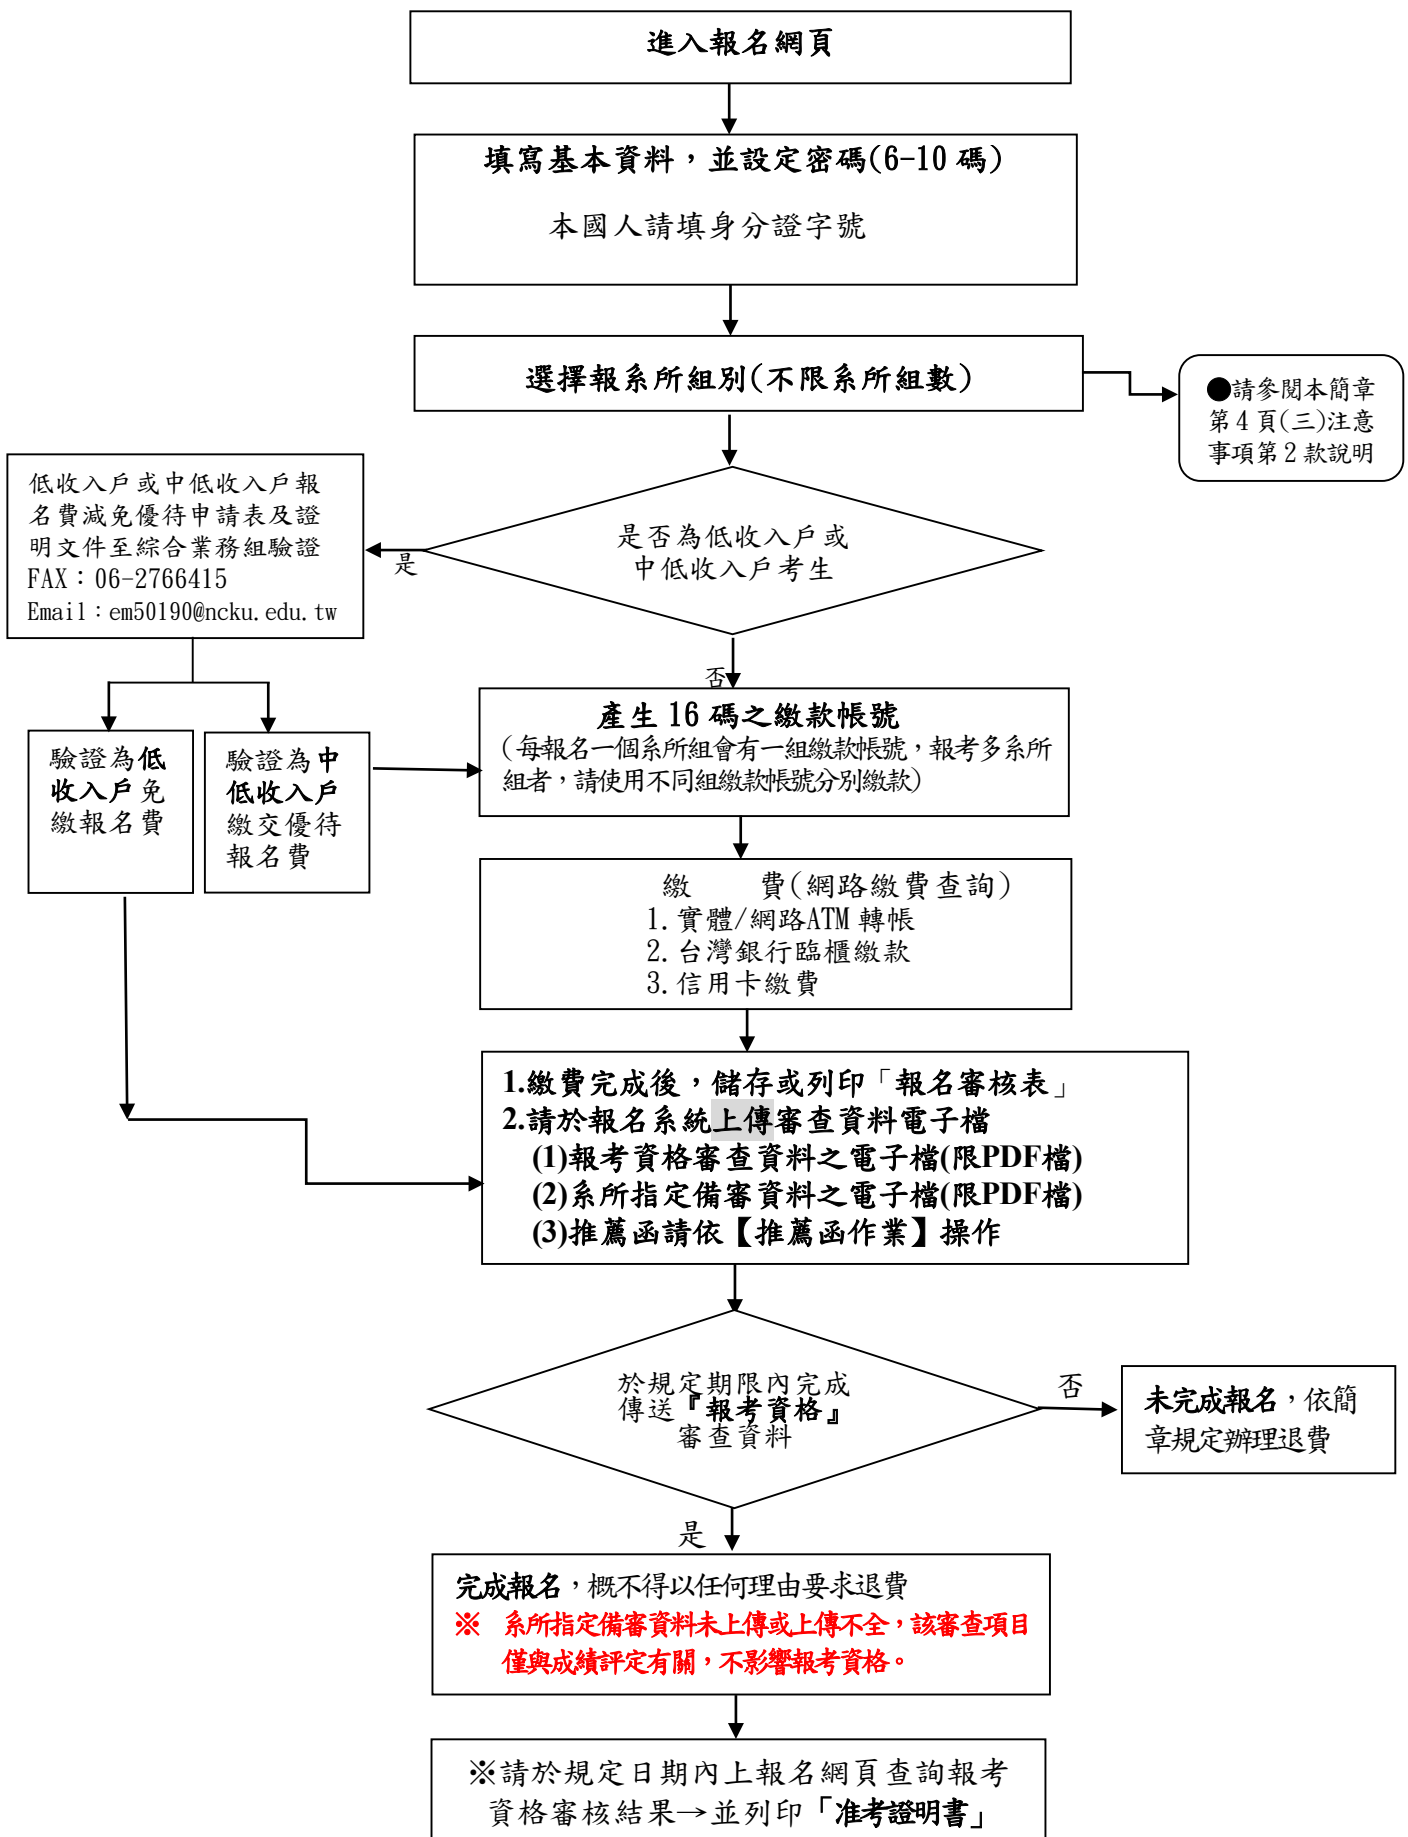 進入報名網頁
填寫基本資料，並設定密碼(6-10 碼)
本國人請填身分證字號
選擇報系所組別(不限系所組數)
●請參閱本簡章
第 4 頁(三)注意
事項第 2 款說明
低收入戶或中低收入戶報
名費減免優待申請表及證
明文件至綜合業務組驗證
FAX：06-2766415
Email：em50190@ncku.edu.tw
是
是否為低收入戶或
中低收入戶考生
否
產生 16 碼之繳款帳號
(每報名一個系所組會有一組繳款帳號，報考多系所
組者，請使用不同組繳款帳號分別繳款)
驗證為低
收入戶免
繳報名費
驗證為中
低收入戶
繳交優待
報名費
繳　　費(網路繳費查詢)
1.實體/網路ATM 轉帳
2.台灣銀行臨櫃繳款
3.信用卡繳費
1.繳費完成後，儲存或列印「報名審核表」
2.請於報名系統上傳審查資料電子檔
(1)報考資格審查資料之電子檔(限PDF檔)
(2)系所指定備審資料之電子檔(限PDF檔)
(3)推薦函請依【推薦函作業】操作
於規定期限內完成
傳送『報考資格』
審查資料
否
未完成報名，依簡
章規定辦理退費
是
完成報名，概不得以任何理由要求退費
※ 系所指定備審資料未上傳或上傳不全，該審查項目
僅與成績評定有關，不影響報考資格。
※請於規定日期內上報名網頁查詢報考
資格審核結果→並列印「准考證明書」